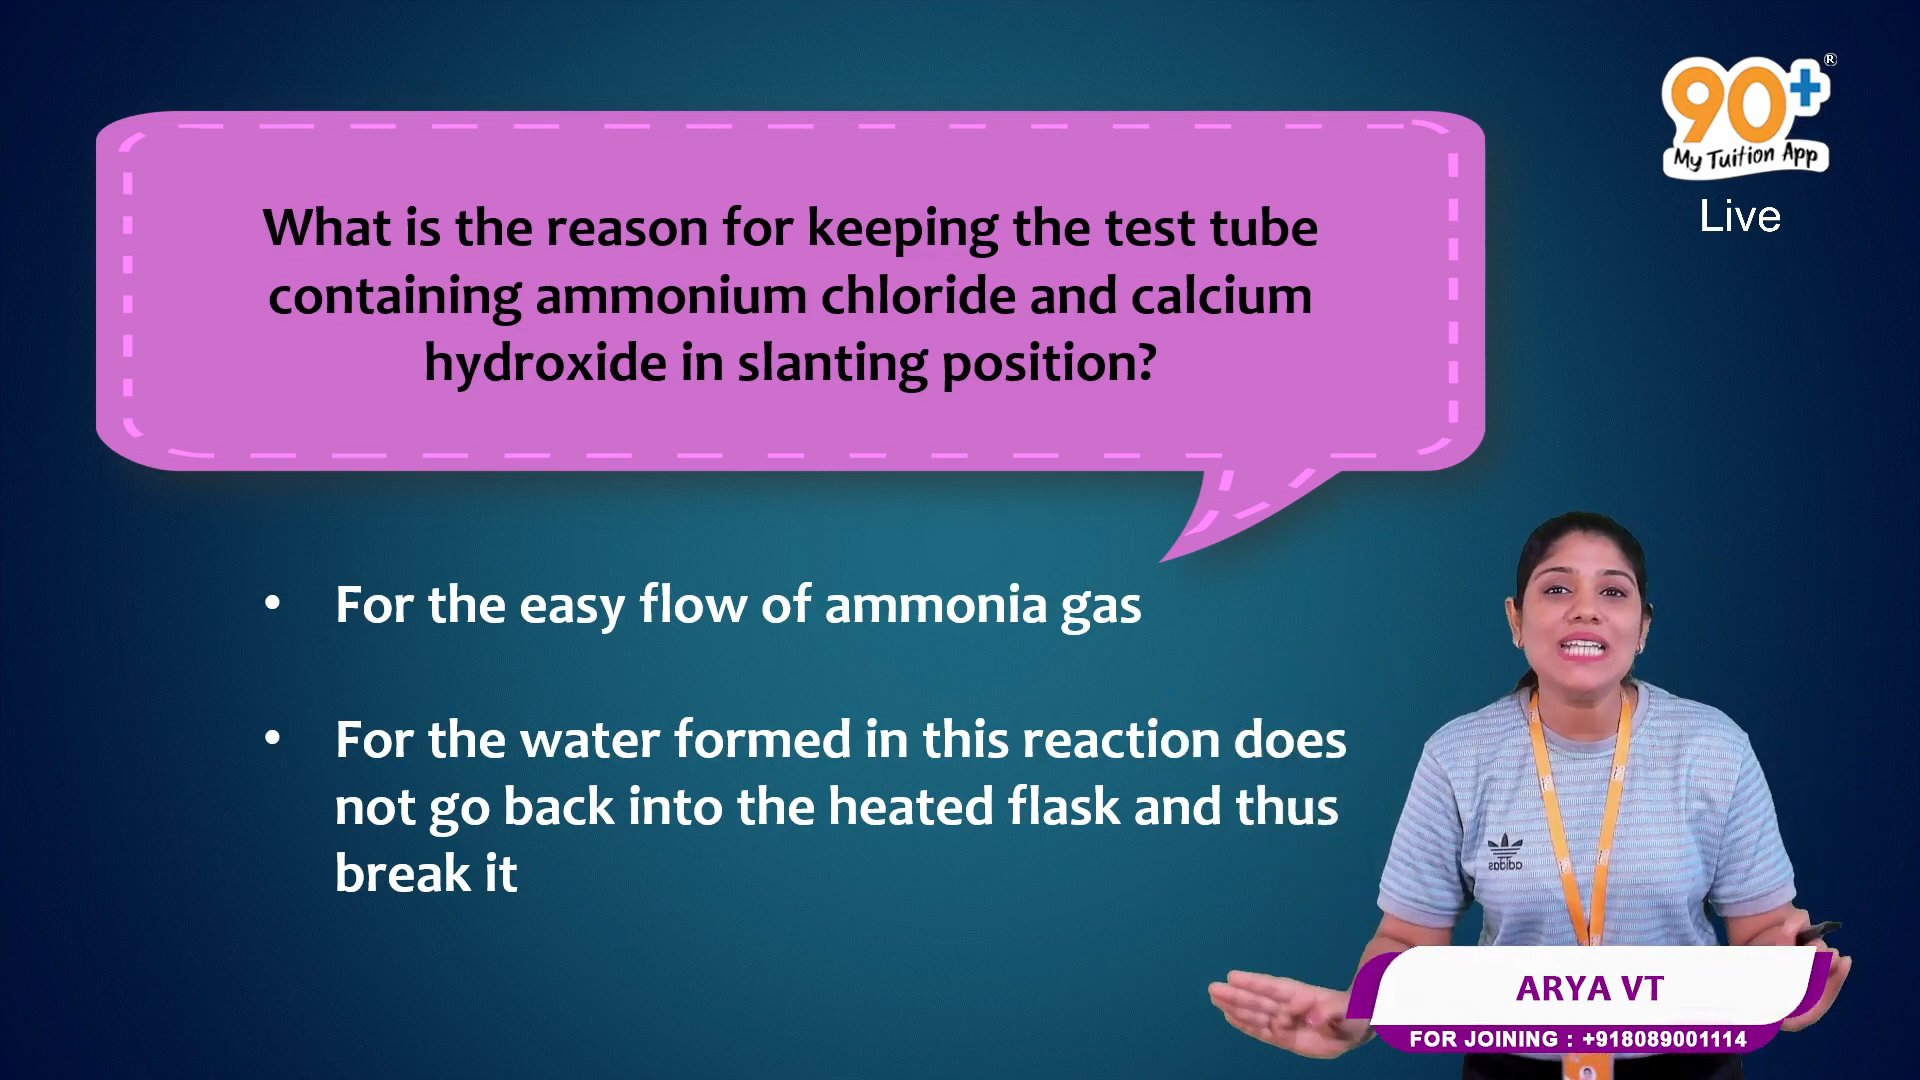 90+ ®
My Tuition App
Live
What is the reason for keeping the test tube
containing ammonium chloride and calcium
hydroxide in slanting position?
• For the easy flow of ammonia gas
• For the water formed in this reaction does
not go back into the heated flask and thus
break it
adidas
ARYA VT
FOR JOINING : +918089001114